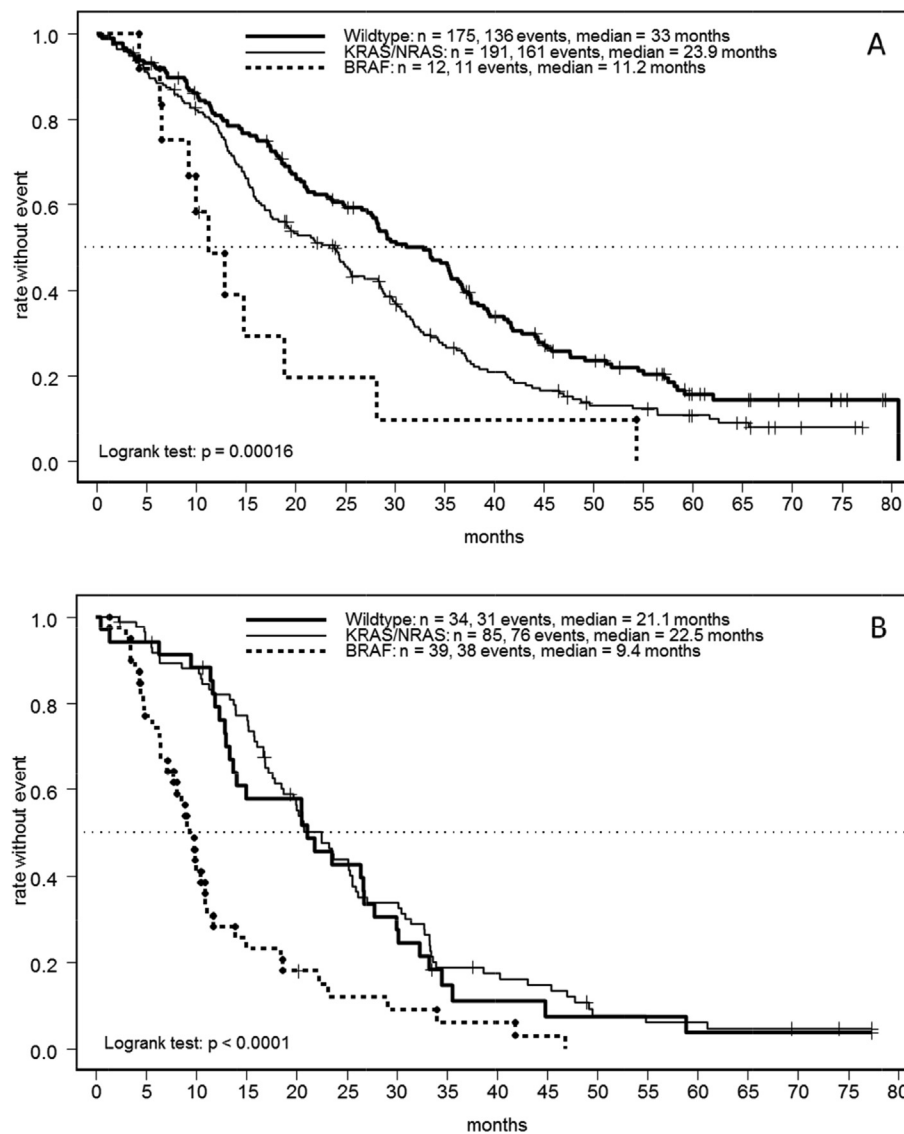 Wildtype: n = 175, 136 events, median = 33 months
KRAS/NRAS: n = 191, 161 events, median = 23.9 months
BRAF: n = 12, 11 events, median = 11.2 months
A
1.0
0.8
0.6
0.4
0.2
0.0
rate without event
Logrank test: p = 0.00016
0 5 10 15 20 25 30 35 40 45 50 55 60 65 70 75 80
months
Wildtype: n = 34, 31 events, median = 21.1 months
KRAS/NRAS: n = 85, 76 events, median = 22.5 months
BRAF: n = 39, 38 events, median = 9.4 months
B
1.0
0.8
0.6
0.4
0.2
0.0
rate without event
Logrank test: p < 0.0001
0 5 10 15 20 25 30 35 40 45 50 55 60 65 70 75 80
months